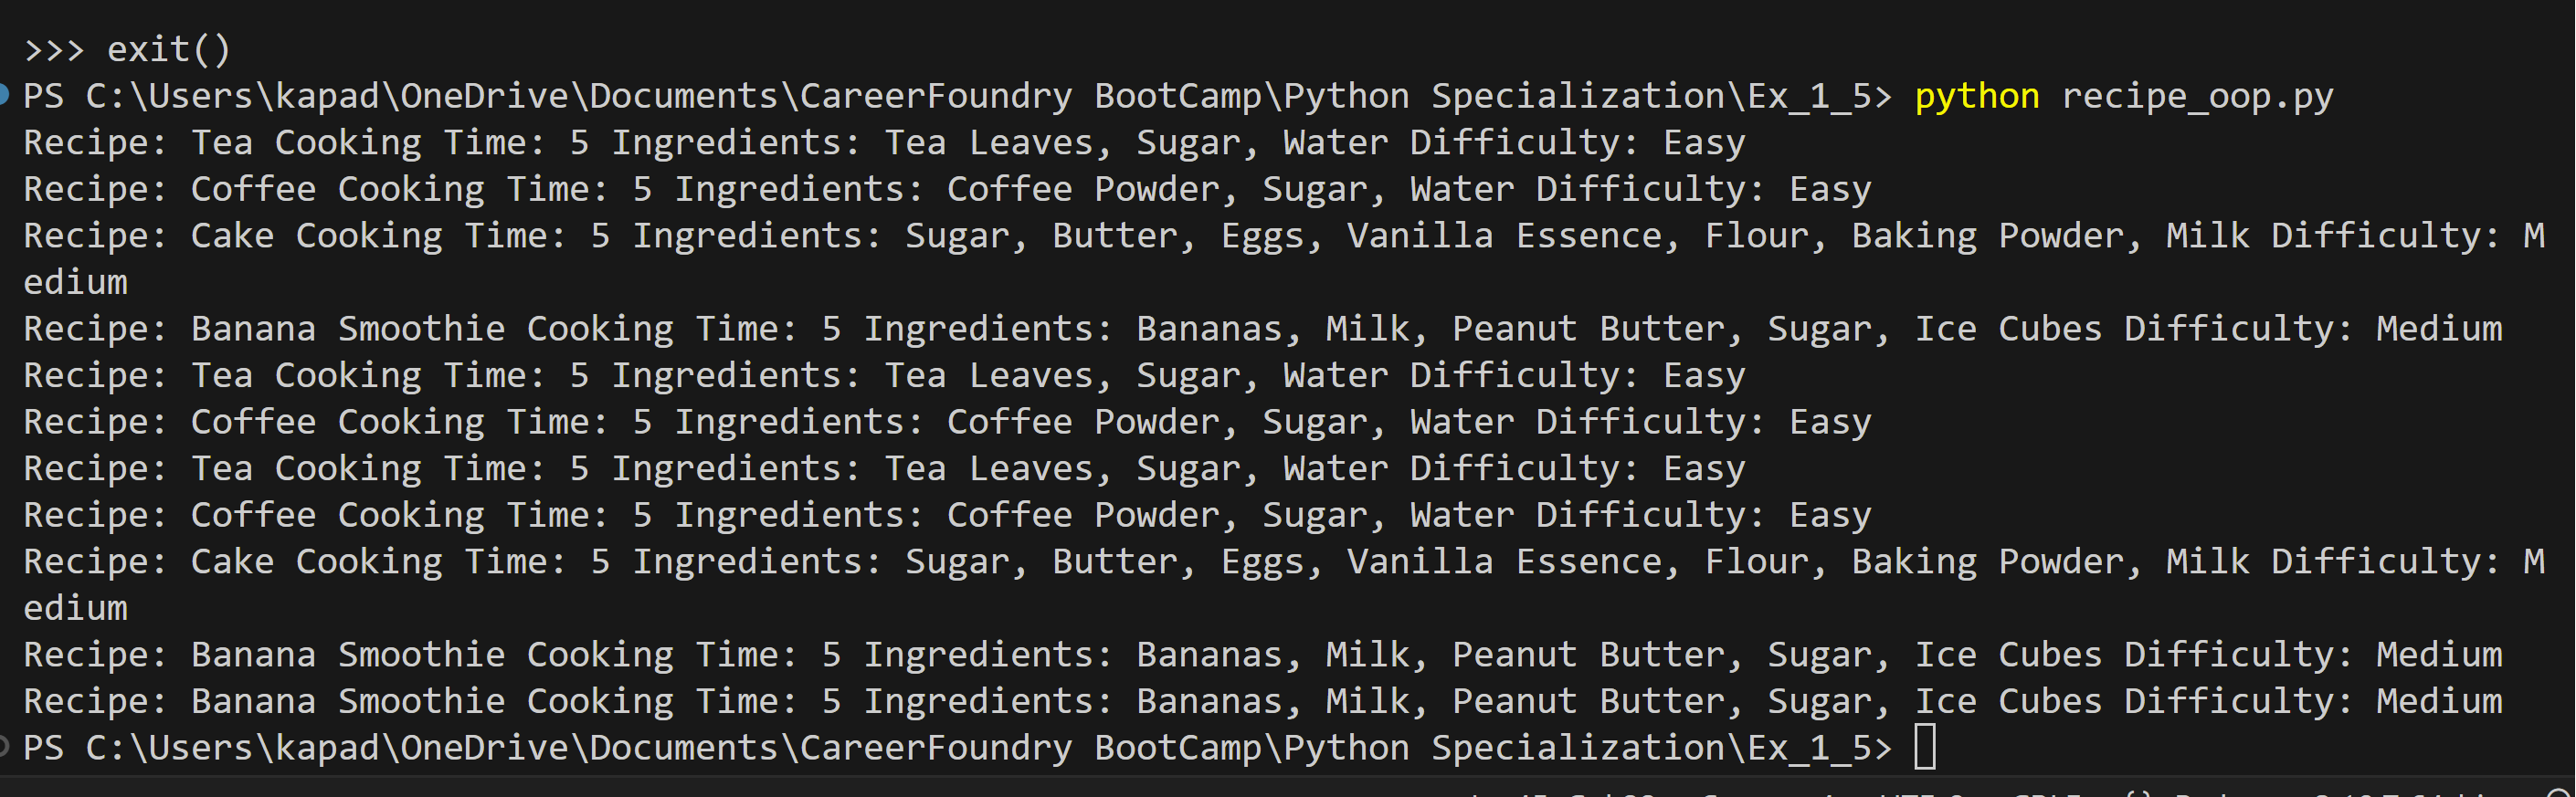 >>> exit()
PS C:\Users\kapad\OneDrive\Documents\CareerFoundry BootCamp\Python Specialization\Ex_1_5> python recipe_oop.py
Recipe: Tea Cooking Time: 5 Ingredients: Tea Leaves, Sugar, Water Difficulty: Easy
Recipe: Coffee Cooking Time: 5 Ingredients: Coffee Powder, Sugar, Water Difficulty: Easy
Recipe: Cake Cooking Time: 5 Ingredients: Sugar, Butter, Eggs, Vanilla Essence, Flour, Baking Powder, Milk Difficulty: M
edium
Recipe: Banana Smoothie Cooking Time: 5 Ingredients: Bananas, Milk, Peanut Butter, Sugar, Ice Cubes Difficulty: Medium
Recipe: Tea Cooking Time: 5 Ingredients: Tea Leaves, Sugar, Water Difficulty: Easy
Recipe: Coffee Cooking Time: 5 Ingredients: Coffee Powder, Sugar, Water Difficulty: Easy
Recipe: Tea Cooking Time: 5 Ingredients: Tea Leaves, Sugar, Water Difficulty: Easy
Recipe: Coffee Cooking Time: 5 Ingredients: Coffee Powder, Sugar, Water Difficulty: Easy
Recipe: Cake Cooking Time: 5 Ingredients: Sugar, Butter, Eggs, Vanilla Essence, Flour, Baking Powder, Milk Difficulty: M
edium
Recipe: Banana Smoothie Cooking Time: 5 Ingredients: Bananas, Milk, Peanut Butter, Sugar, Ice Cubes Difficulty: Medium
Recipe: Banana Smoothie Cooking Time: 5 Ingredients: Bananas, Milk, Peanut Butter, Sugar, Ice Cubes Difficulty: Medium
PS C:\Users\kapad\OneDrive\Documents\CareerFoundry BootCamp\Python Specialization\Ex_1_5>